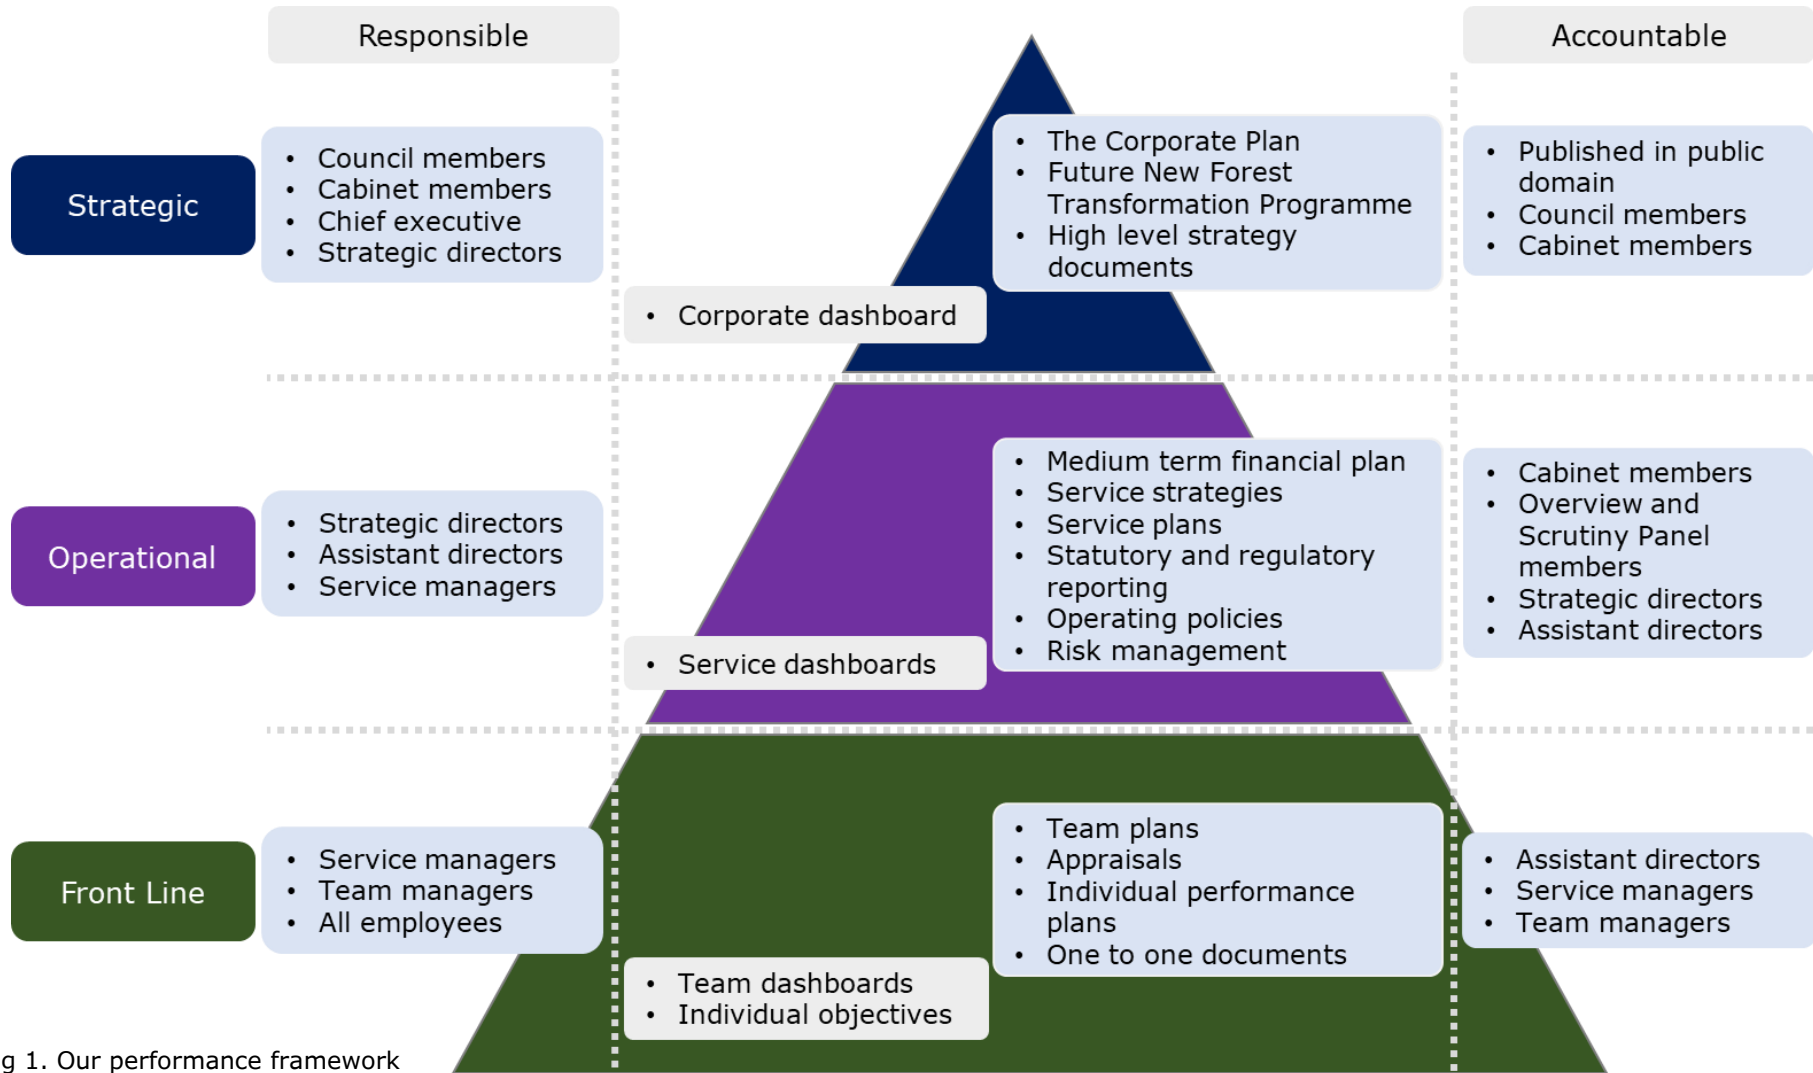 Responsible
Accountable
Strategic
• Council members
• Cabinet members
• Chief executive
• Strategic directors
• Corporate dashboard
• The Corporate Plan
• Future New Forest
Transformation Programme
• High level strategy
documents
• Published in public
domain
• Council members
• Cabinet members
Operational
• Strategic directors
• Assistant directors
• Service managers
• Service dashboards
• Medium term financial plan
• Service strategies
• Service plans
• Statutory and regulatory
reporting
• Operating policies
• Risk management
• Cabinet members
• Overview and
Scrutiny Panel
members
• Strategic directors
• Assistant directors
Front Line
• Service managers
• Team managers
• All employees
• Team dashboards
• Individual objectives
• Team plans
• Appraisals
• Individual performance
plans
• One to one documents
• Assistant directors
• Service managers
• Team managers
g 1. Our performance framework